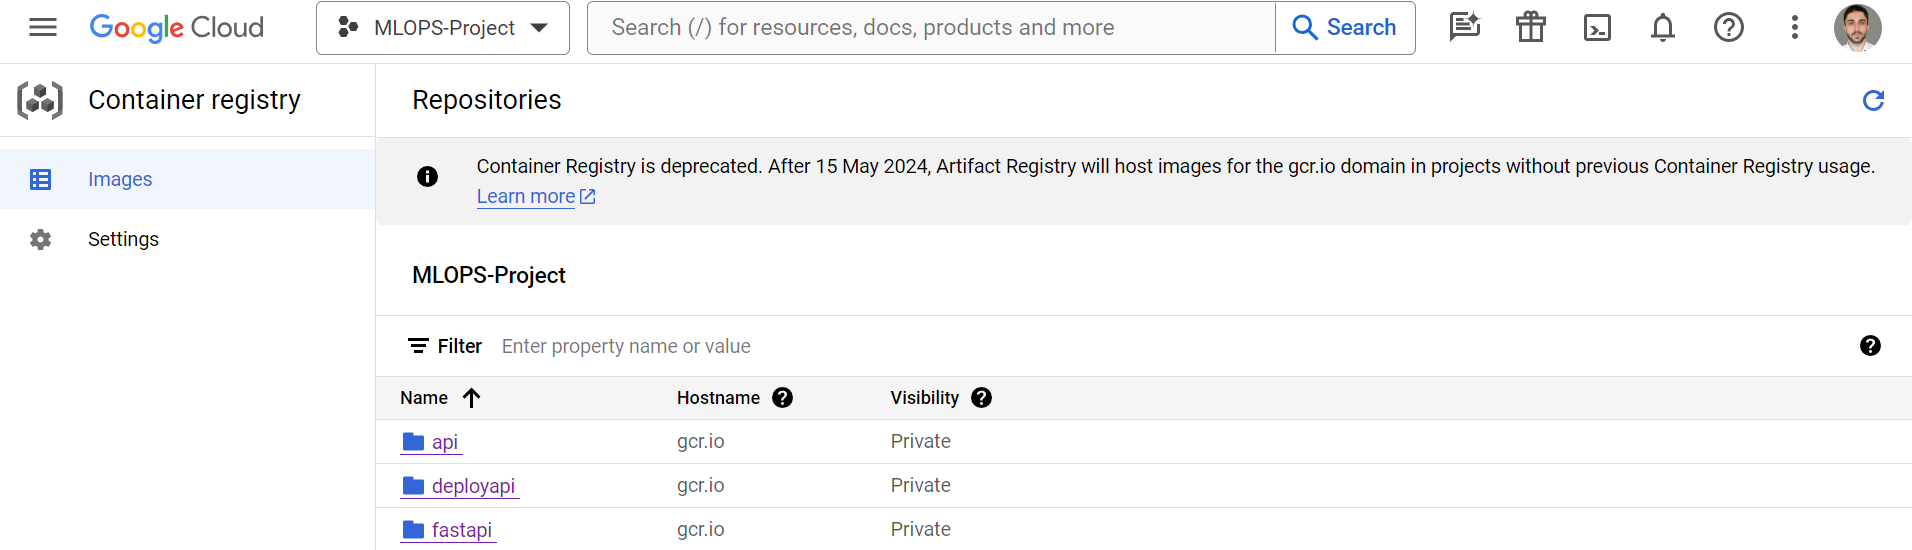 Google Cloud
MLOPS-Project
Search (/) for resources, docs, products and more
Search
Container registry
Images
Settings
Repositories
Container Registry is deprecated. After 15 May 2024, Artifact Registry will host images for the gcr.io domain in projects without previous Container Registry usage.
Learn more
MLOPS-Project
Filter Enter property name or value
Name Hostname Visibility
api gcr.io Private
deployapi gcr.io Private
fastapi gcr.io Private